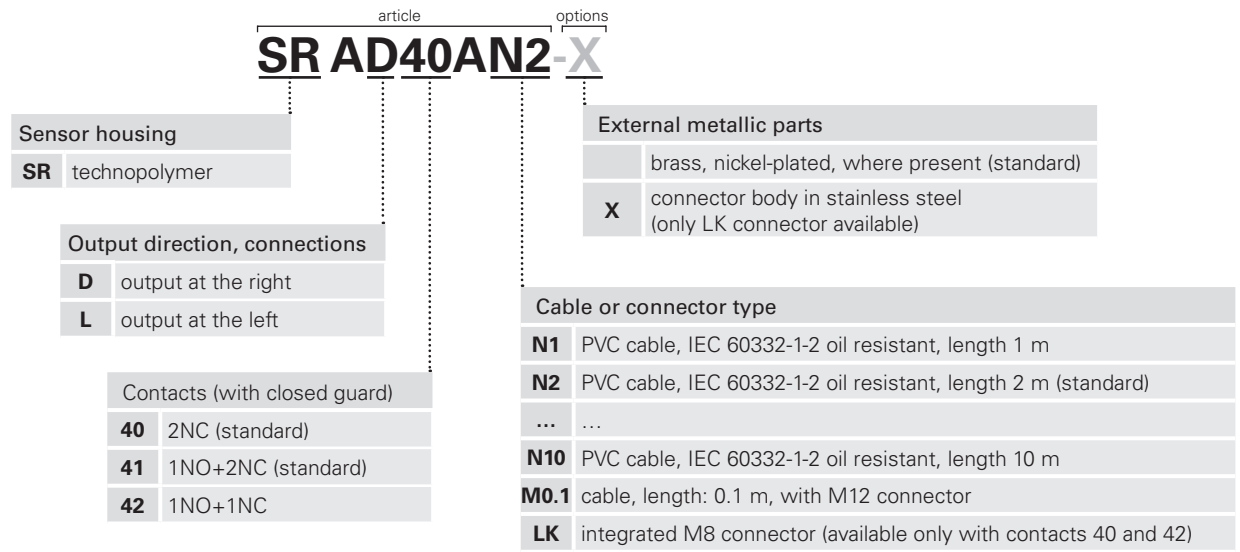 article options
SR AD40AN2-X
Sensor housing
SR technopolymer
Output direction, connections
D output at the right
L output at the left
Contacts (with closed guard)
40 2NC (standard)
41 1NO+2NC (standard)
42 1NO+1NC
External metallic parts
brass, nickel-plated, where present (standard)
X connector body in stainless steel
(only LK connector available)
Cable or connector type
N1 PVC cable, IEC 60332-1-2 oil resistant, length 1 m
N2 PVC cable, IEC 60332-1-2 oil resistant, length 2 m (standard)
... ...
N10 PVC cable, IEC 60332-1-2 oil resistant, length 10 m
M0.1 cable, length: 0.1 m, with M12 connector
LK integrated M8 connector (available only with contacts 40 and 42)